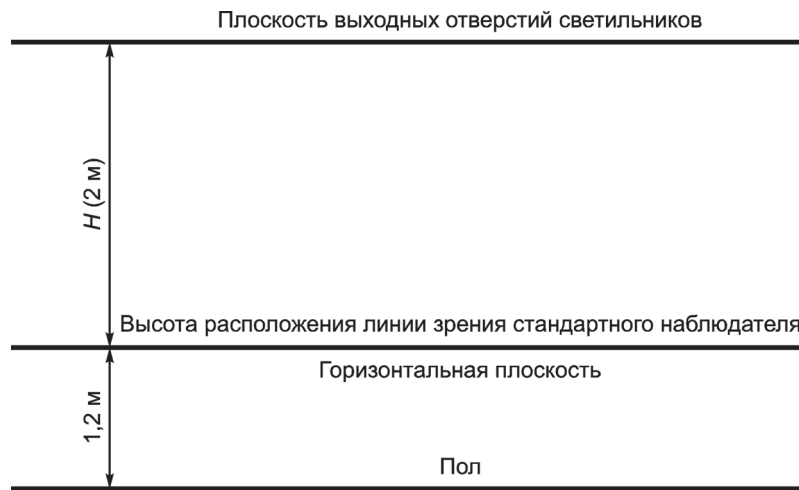 Плоскость выходных отверстий светильников
H (2 м)
Высота расположения линии зрения стандартного наблюдателя
Горизонтальная плоскость
1,2 м
Пол